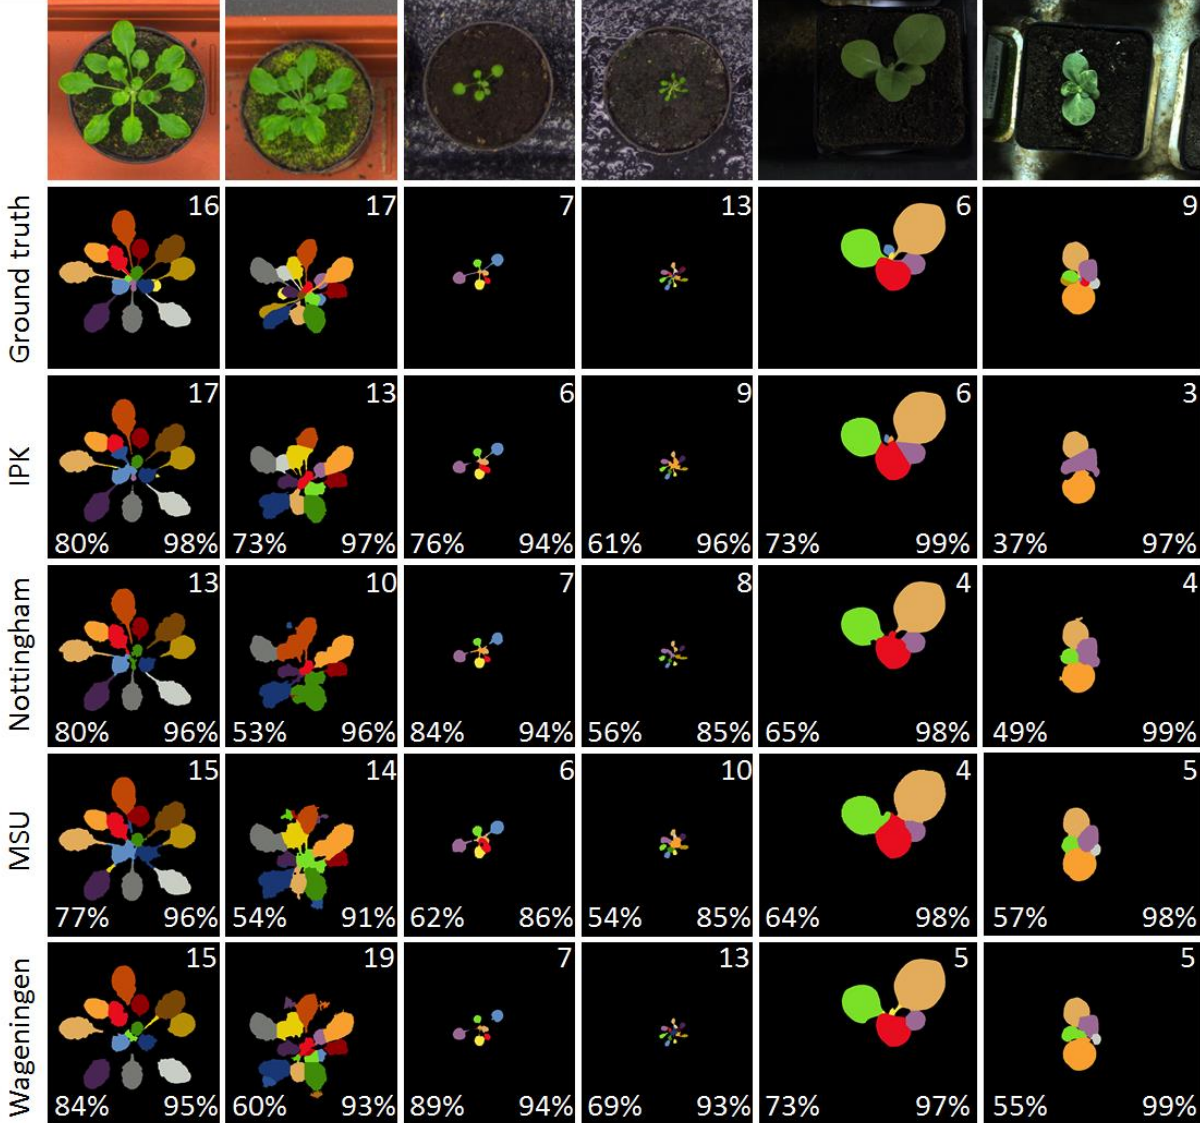 Ground truth
16 17 7 13 6 9
IPK
17 13 6 9 6 3
80% 98% 73% 97% 76% 94% 61% 96% 73% 99% 37% 97%
Nottingham
13 10 7 8 4 4
80% 96% 53% 96% 84% 94% 56% 85% 65% 98% 49% 99%
MSU
15 14 6 10 4 5
77% 96% 54% 91% 62% 86% 54% 85% 64% 98% 57% 98%
Wageningen
15 19 7 13 5 5
84% 95% 60% 93% 89% 94% 69% 93% 73% 97% 55% 99%